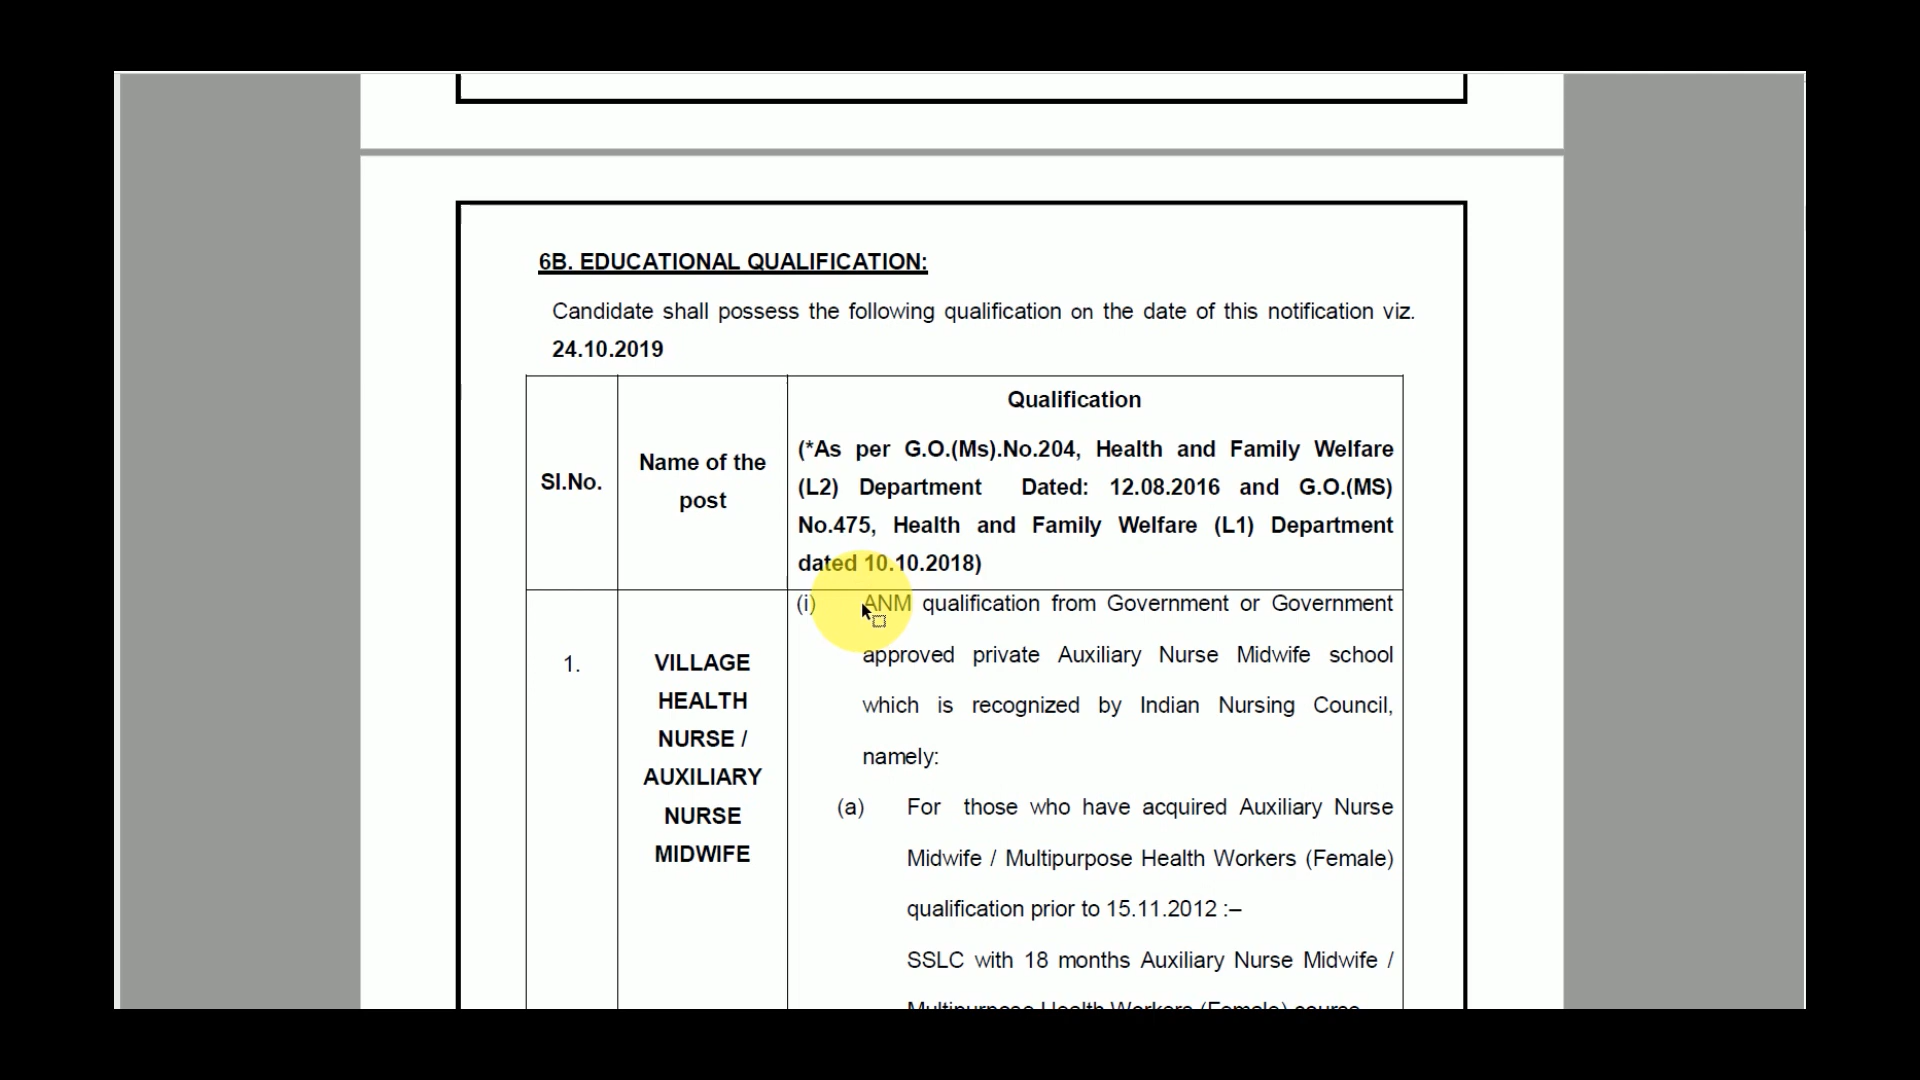 6B. EDUCATIONAL QUALIFICATION:
Candidate shall possess the following qualification on the date of this notification viz.
24.10.2019
Sl.No.
Name of the
post
Qualification
(*As per G.O.(Ms).No.204, Health and Family Welfare
(L2) Department Dated: 12.08.2016 and G.O.(MS)
No.475, Health and Family Welfare (L1) Department
dated 10.10.2018)
1.
VILLAGE
HEALTH
NURSE /
AUXILIARY
NURSE
MIDWIFE
(i) ANM qualification from Government or Government
approved private Auxiliary Nurse Midwife school
which is recognized by Indian Nursing Council,
namely:
(a) For those who have acquired Auxiliary Nurse
Midwife / Multipurpose Health Workers (Female)
qualification prior to 15.11.2012 :–
SSLC with 18 months Auxiliary Nurse Midwife /
Multipurpose Health Workers (Female) course